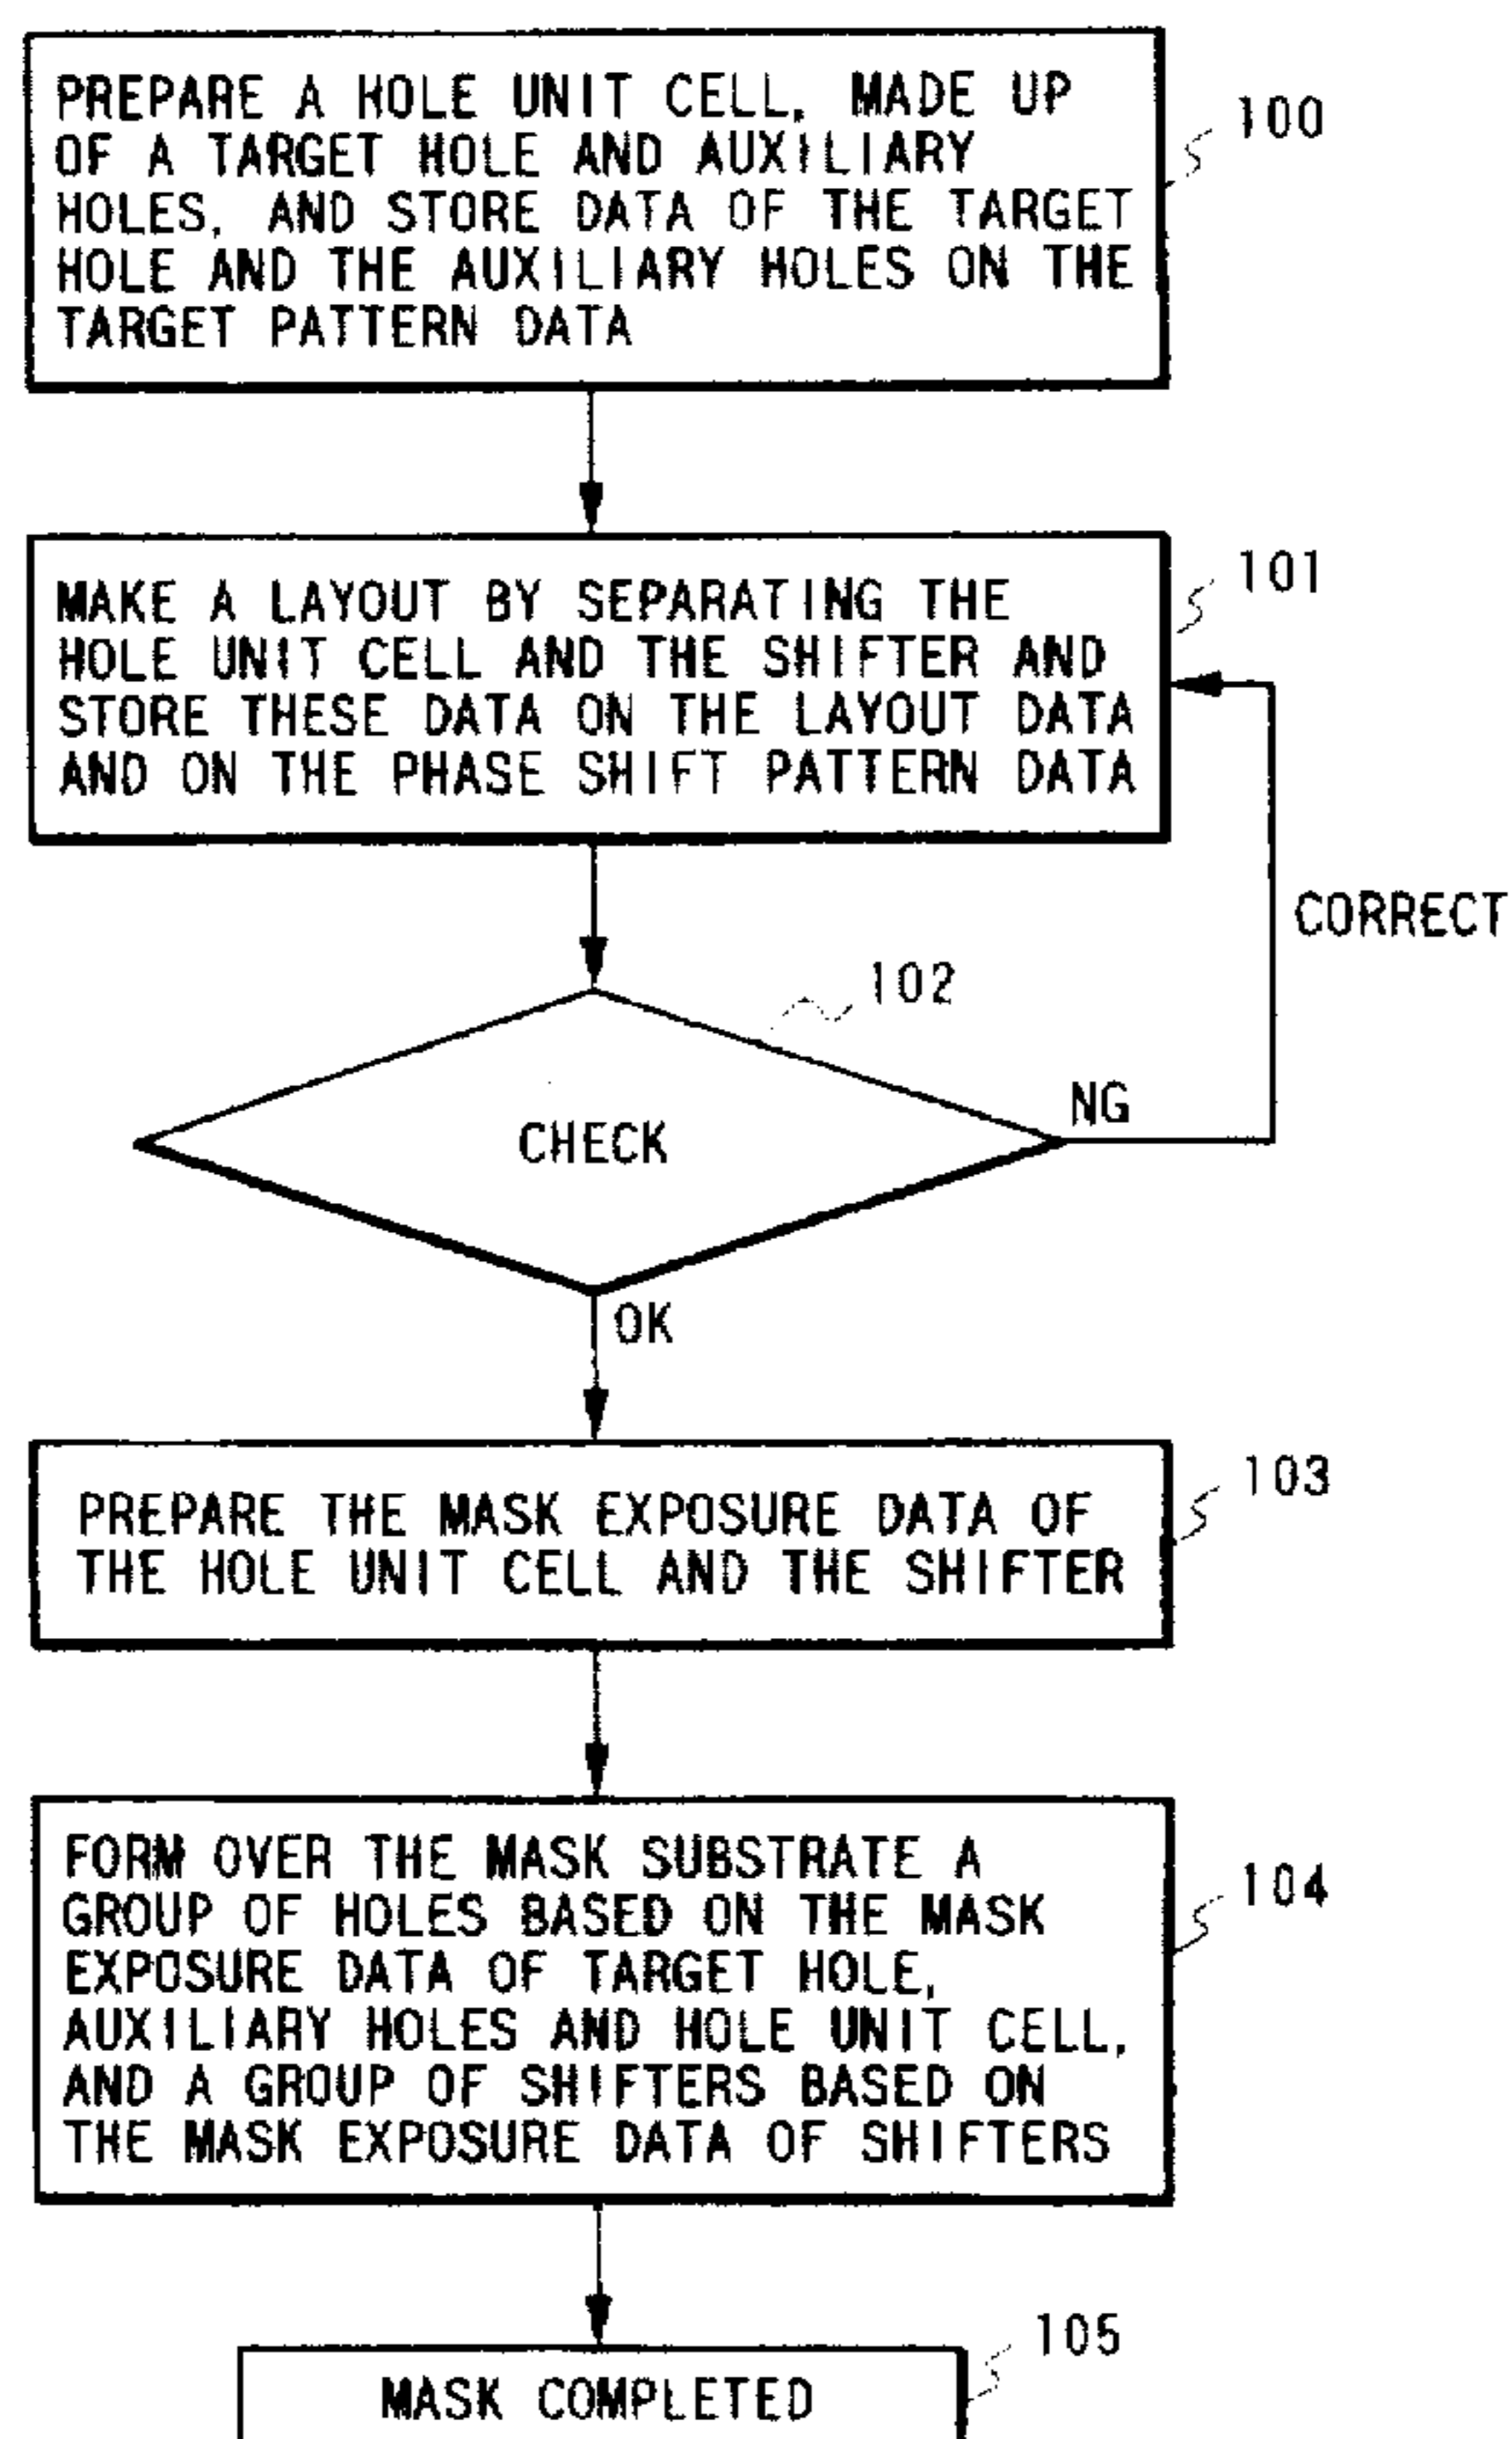 PREPARE A HOLE UNIT CELL, MADE UP
OF A TARGET HOLE AND AUXILIARY
HOLES, AND STORE DATA OF THE TARGET
HOLE AND THE AUXILIARY HOLES ON THE
TARGET PATTERN DATA
100
MAKE A LAYOUT BY SEPARATING THE
HOLE UNIT CELL AND THE SHIFTER AND
STORE THESE DATA ON THE LAYOUT DATA
AND ON THE PHASE SHIFT PATTERN DATA
101
CORRECT
102
CHECK
NG
OK
PREPARE THE MASK EXPOSURE DATA OF
THE HOLE UNIT CELL AND THE SHIFTER
103
FORM OVER THE MASK SUBSTRATE A
GROUP OF HOLES BASED ON THE MASK
EXPOSURE DATA OF TARGET HOLE,
AUXILIARY HOLES AND HOLE UNIT CELL,
AND A GROUP OF SHIFTERS BASED ON
THE MASK EXPOSURE DATA OF SHIFTERS
104
105
MASK COMPLETED